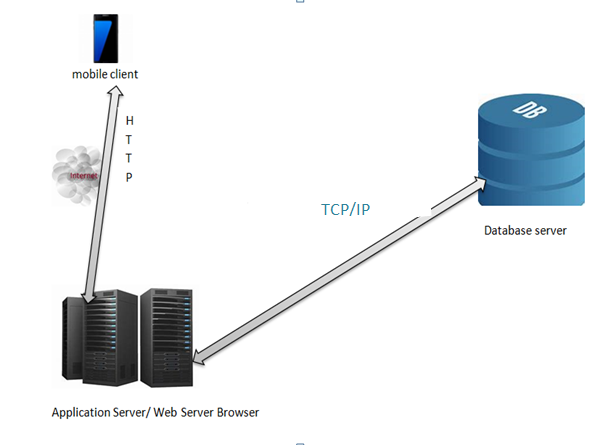 mobile client
H
T
T
P
Internet
DB
TCP/IP
Database server
Application Server/ Web Server Browser